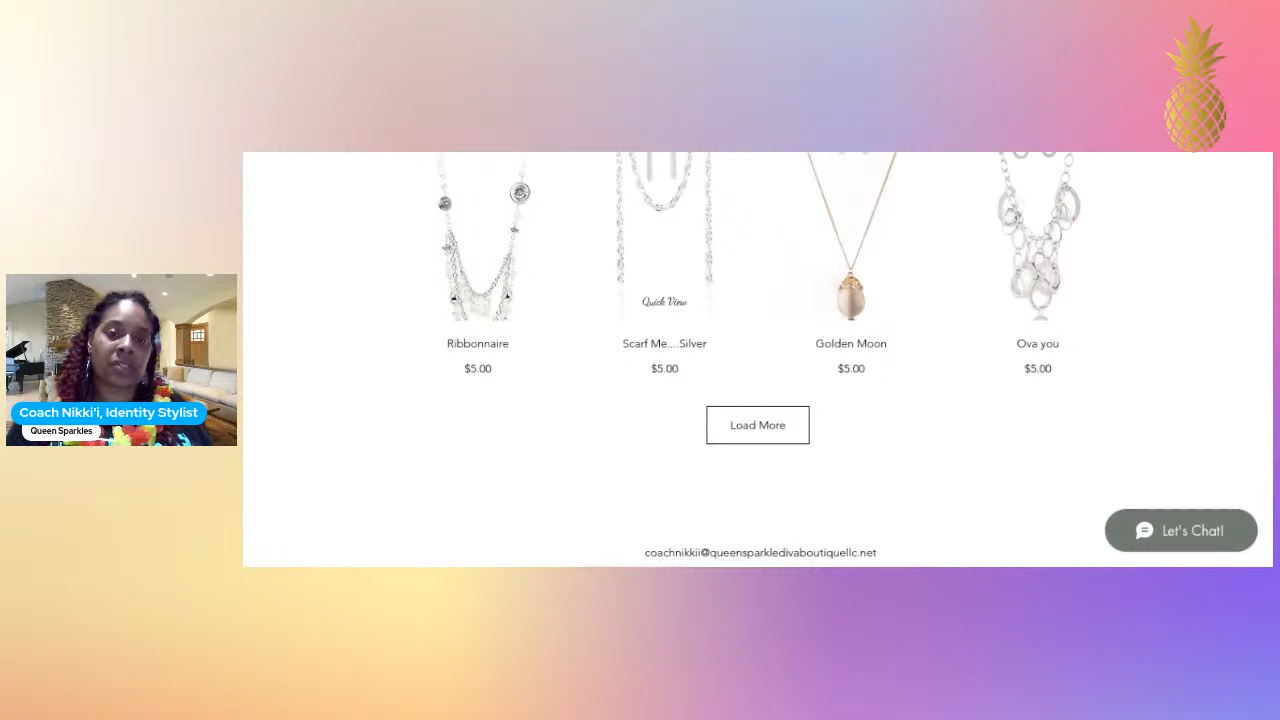 Quick View
Ribbonnaire
Scarf Me....Silver
Golden Moon
Ova you
$5.00
$5.00
$5.00
$5.00
Load More
Let's Chat!
coachnikkii@queensparkledivaboutiquellc.net
Coach Nikki'i, Identity Stylist
Queen Sparkles